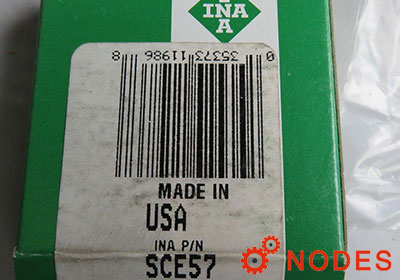 INA
A
0 35373 11986 8
MADE IN
USA
INA P/N
SCE57
NODES